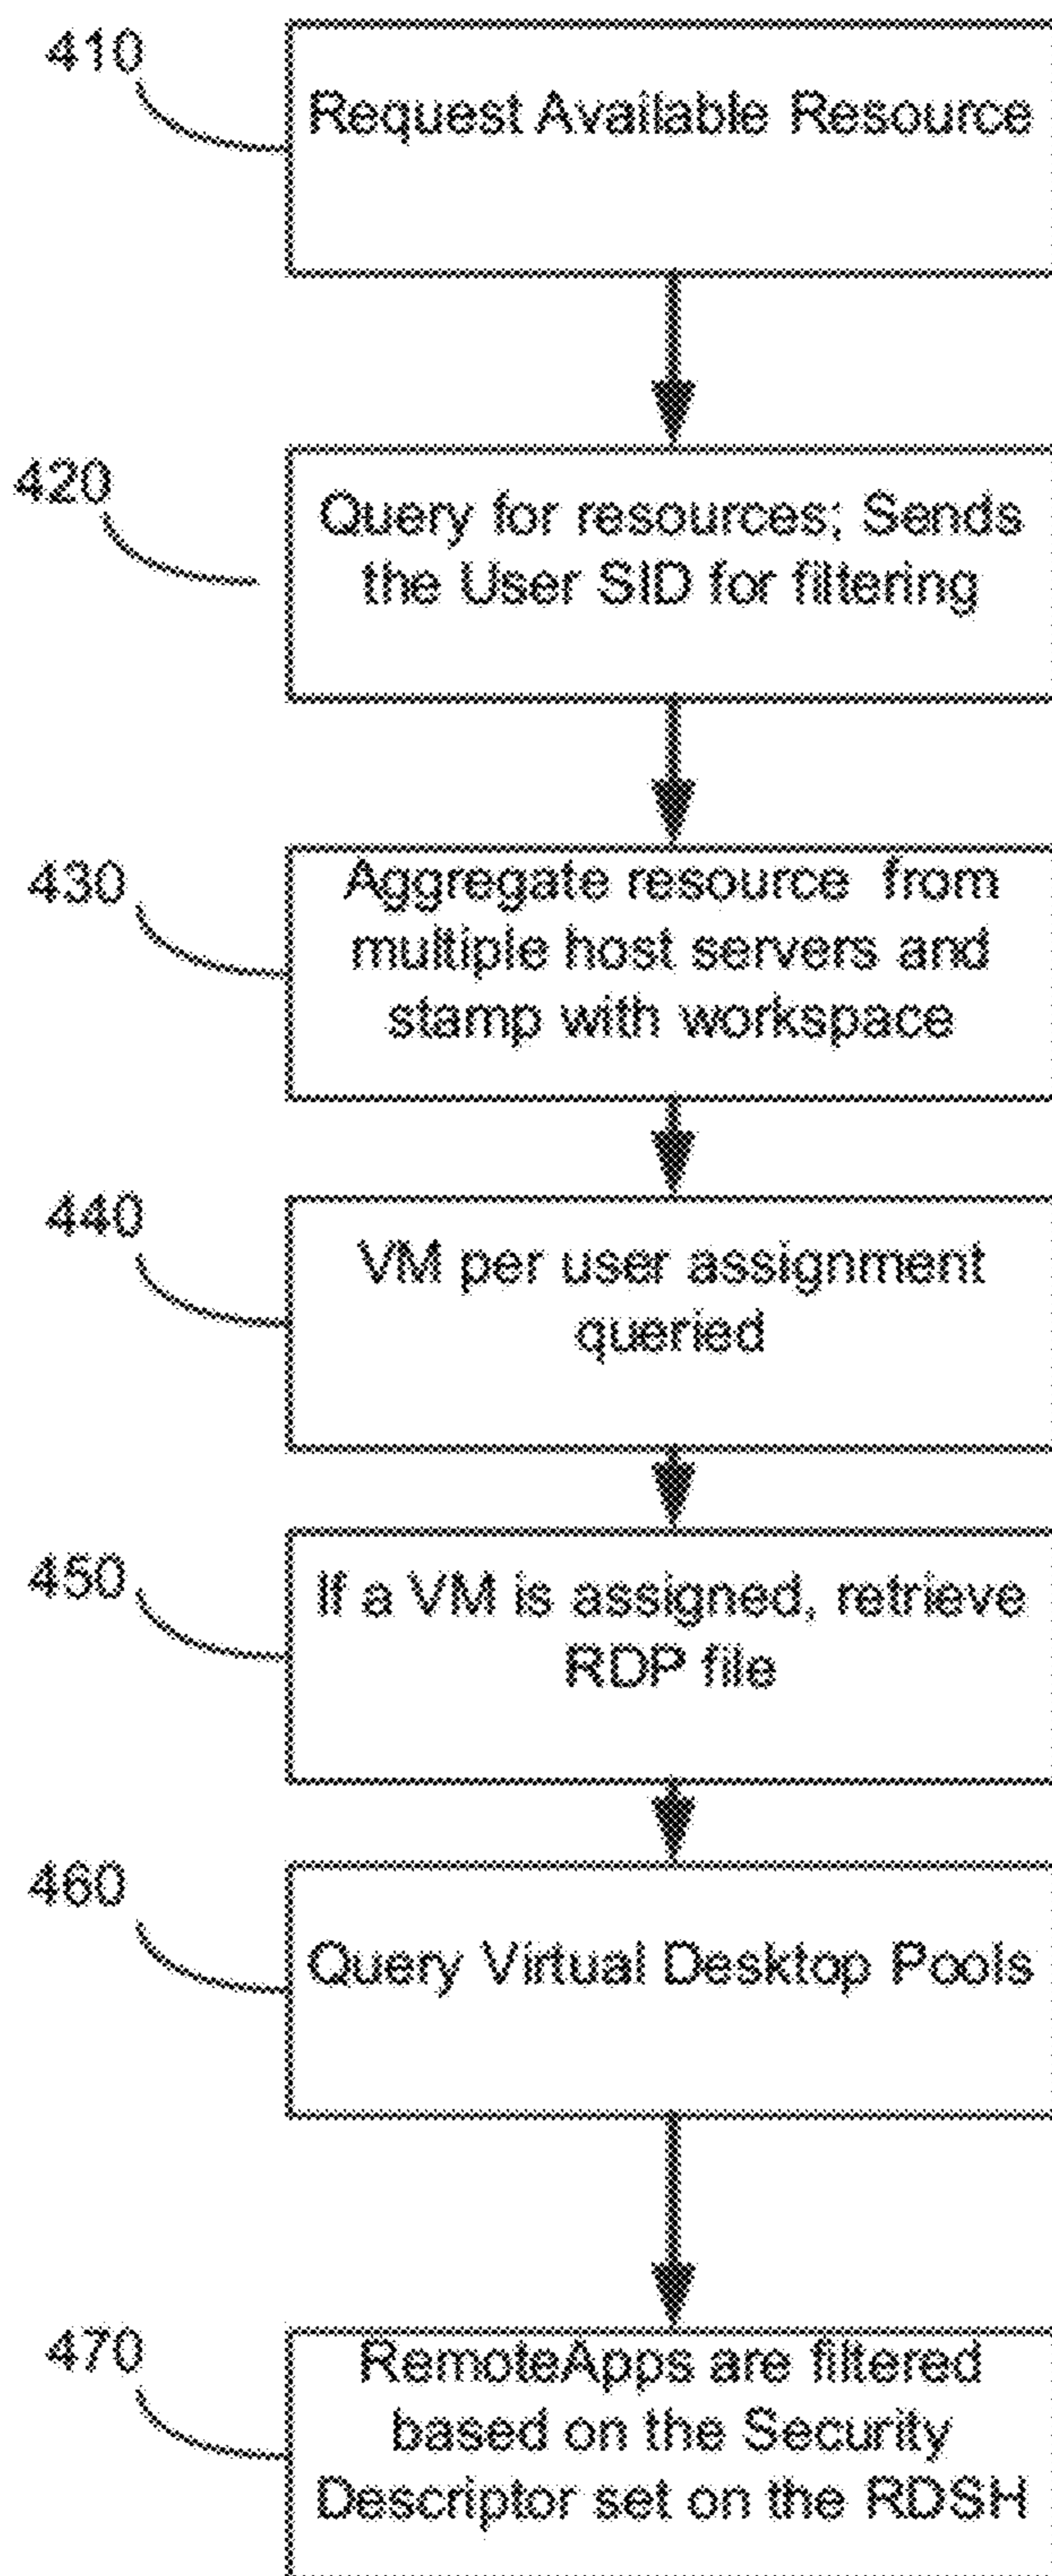 410
Request Available Resource
420
Query for resources; Sends
the User SID for filtering
430
Aggregate resource from
multiple host servers and
stamp with workspace
440
VM per user assignment
queried
450
If a VM is assigned, retrieve
RDP file
460
Query Virtual Desktop Pools
470
RemoteApps are filtered
based on the Security
Descriptor set on the RDSH